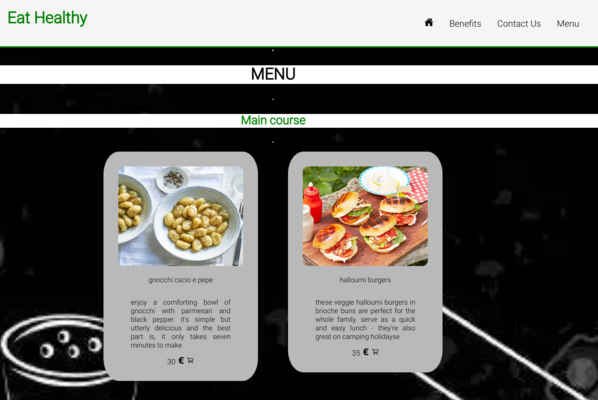 Eat Healthy
Benefits Contact Us Menu
MENU
Main course
gnocchi cacio e pepe
enjoy a comforting bowl of
gnocchi with parmesan and
black pepper. it's simple but
utterly delicious and the best
part is, it only takes seven
minutes to make
30 €
halloumi burgers
these veggie halloumi burgers in
brioche buns are perfect for the
whole family. serve as a quick
and easy lunch - they're also
great on camping holidayse
35 €